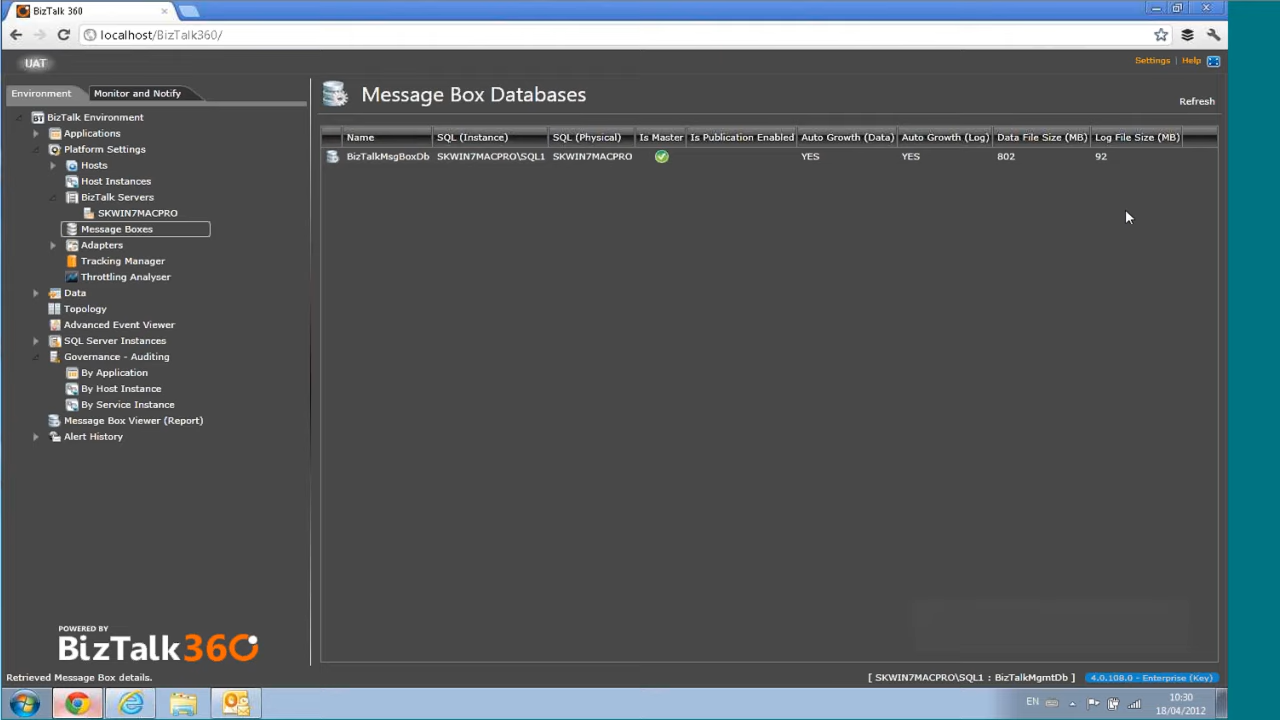 BizTalk 360
localhost/BizTalk360/
UAT
Settings | Help
Environment
Monitor and Notify
BizTalk Environment
Applications
Platform Settings
Hosts
Host Instances
BizTalk Servers
SKWIN7MACPRO
Message Boxes
Adapters
Tracking Manager
Throttling Analyser
Data
Topology
Advanced Event Viewer
SQL Server Instances
Governance - Auditing
By Application
By Host Instance
By Service Instance
Message Box Viewer (Report)
Alert History
Message Box Databases
Refresh
Name SQL (Instance) SQL (Physical) Is Master Is Publication Enabled Auto Growth (Data) Auto Growth (Log) Data File Size (MB) Log File Size (MB)
BizTalkMsgBoxDb SKWIN7MACPRO\SQL1 SKWIN7MACPRO YES YES 802 92
POWERED BY
BizTalk360
Retrieved Message Box details.
[ SKWIN7MACPRO\SQL1 : BizTalkMgmtDb ]
4.0.108.0 - Enterprise (Key)
EN
10:30
18/04/2012